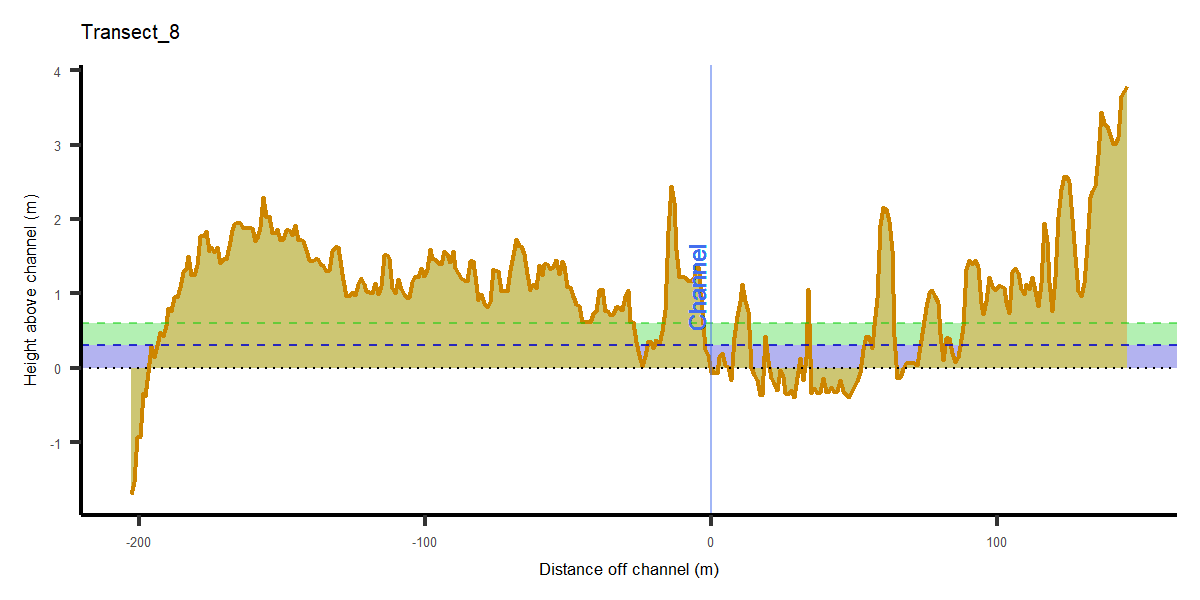 Transect_8
Height above channel (m)
4
3
2
1
0
-1
Channel
-200
-100
0
100
Distance off channel (m)